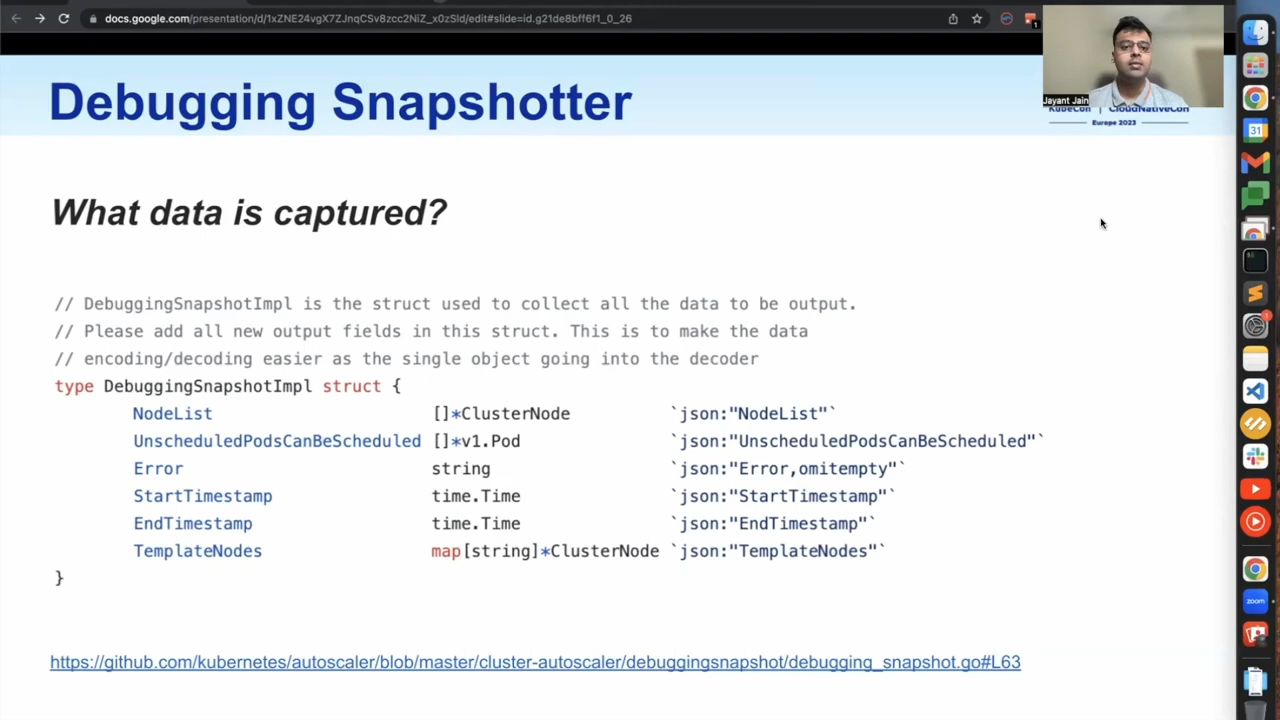 docs.google.com/presentation/d/1xZNE24vgX7ZJnqCSv8zcc2NiZ_x0zSld/edit#slide=id.g21de8bff6f1_0_26
Jayant Jain
KubeCon | CloudNativeCon
Europe 2023
Debugging Snapshotter
What data is captured?
// DebuggingSnapshotImpl is the struct used to collect all the data to be output.
// Please add all new output fields in this struct. This is to make the data
// encoding/decoding easier as the single object going into the decoder
type DebuggingSnapshotImpl struct {
NodeList []*ClusterNode `json:"NodeList"`
UnscheduledPodsCanBeScheduled []*v1.Pod `json:"UnscheduledPodsCanBeScheduled"`
Error string `json:"Error,omitempty"`
StartTimestamp time.Time `json:"StartTimestamp"`
EndTimestamp time.Time `json:"EndTimestamp"`
TemplateNodes map[string]*ClusterNode `json:"TemplateNodes"`
}
https://github.com/kubernetes/autoscaler/blob/master/cluster-autoscaler/debuggingsnapshot/debugging_snapshot.go#L63
31
zoom